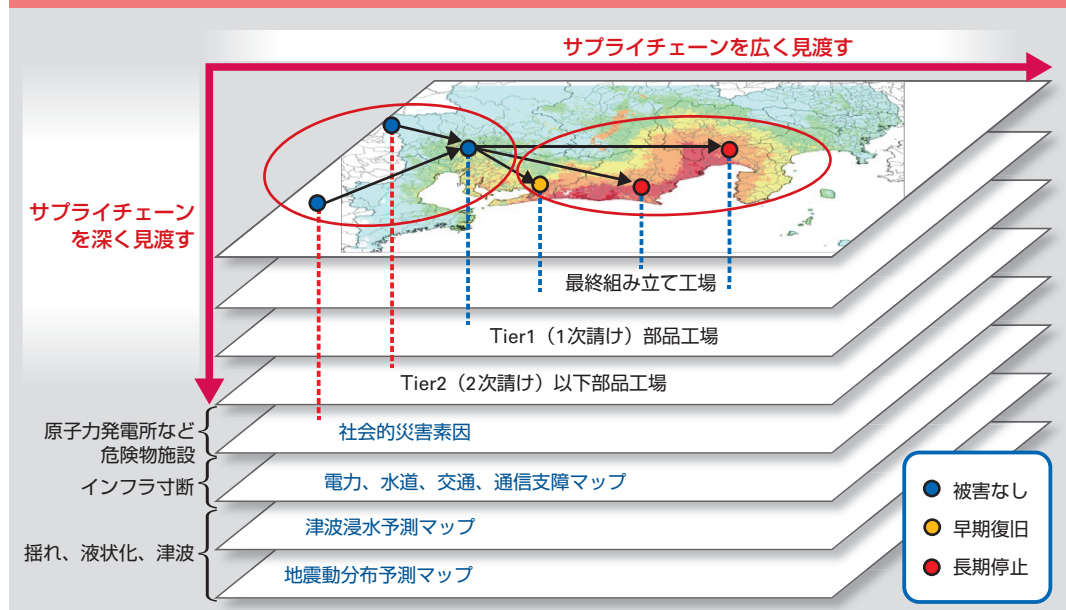 サプライチェーンを広く見渡す
サプライチェーン
を深く見渡す
最終組み立て工場
Tier1（1次請け）部品工場
Tier2（2次請け）以下部品工場
原子力発電所など
危険物施設
社会的災害素因
インフラ寸断
電力、水道、交通、通信支障マップ
揺れ、液状化、津波
津波浸水予測マップ
地震動分布予測マップ
被害なし
早期復旧
長期停止